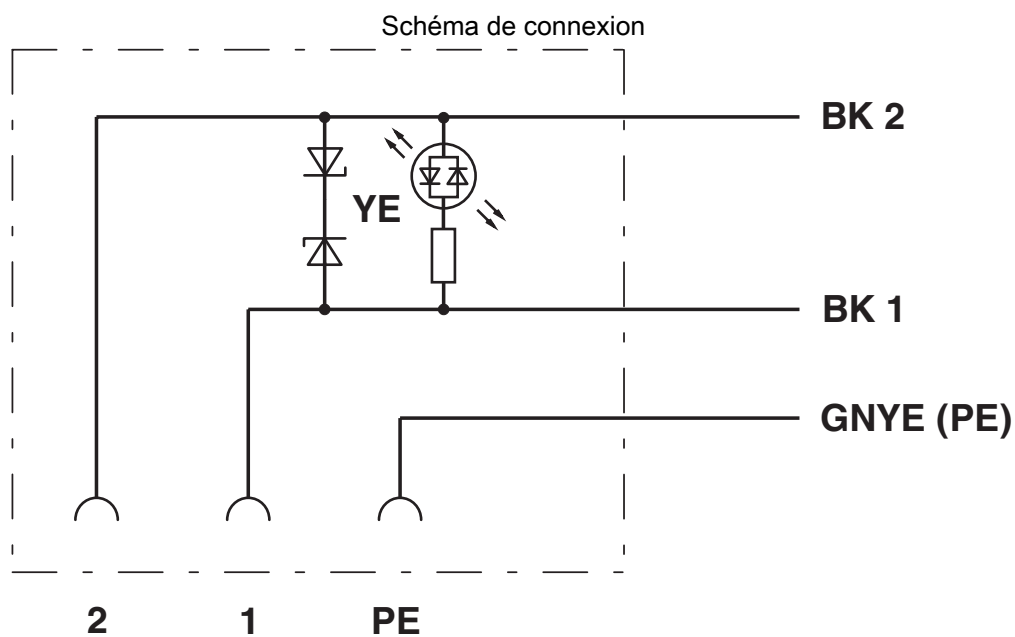 Schéma de connexion
BK 2
YE
BK 1
GNYE (PE)
2 1 PE